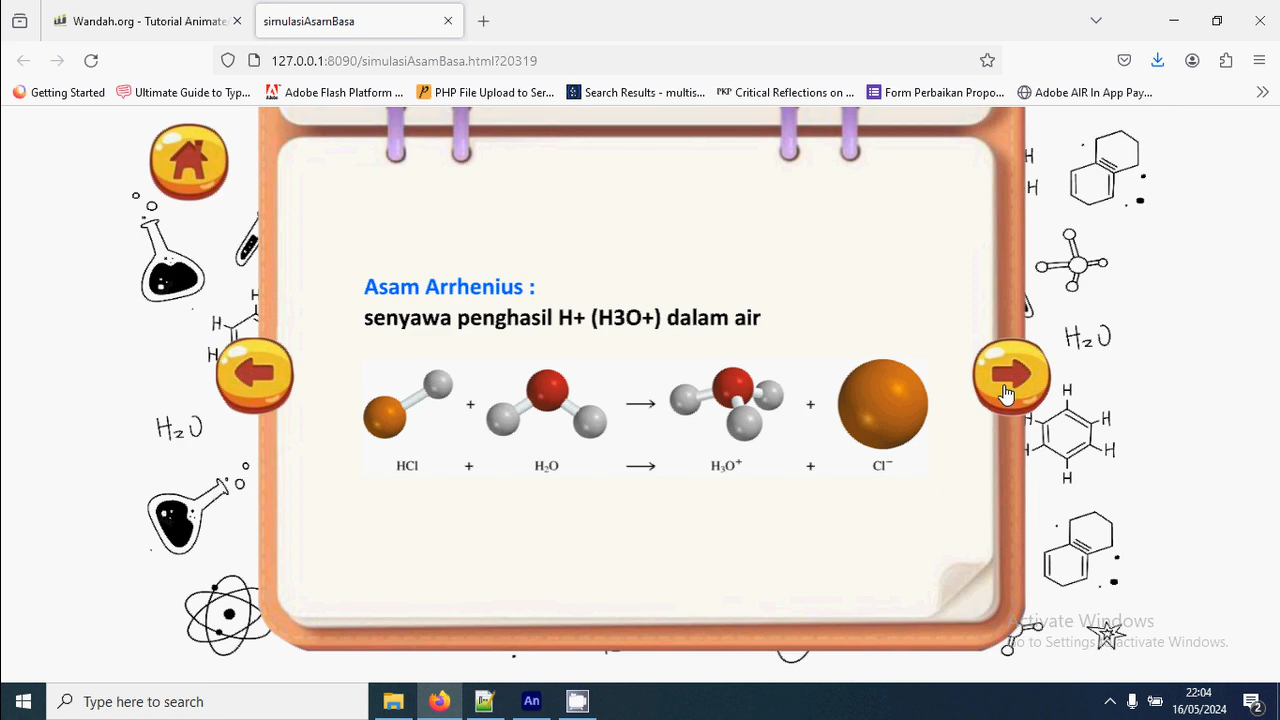 Wandah.org - Tutorial Animate
simulasiAsamBasa
127.0.0.1:8090/simulasiAsamBasa.html?20319
Getting Started
Ultimate Guide to Typ...
Adobe Flash Platform ...
PHP File Upload to Ser...
Search Results - multis...
PKP Critical Reflections on ...
Form Perbaikan Propo...
Adobe AIR In App Pay...
Asam Arrhenius :
senyawa penghasil H+ (H3O+) dalam air
+ → +
HCl + H₂O → H₃O⁺ + Cl⁻
H
H
H
H
H₂O
H₂O
H
H H
H H
H
Activate Windows
Go to Settings to activate Windows.
Type here to search
An
22:04
16/05/2024
2